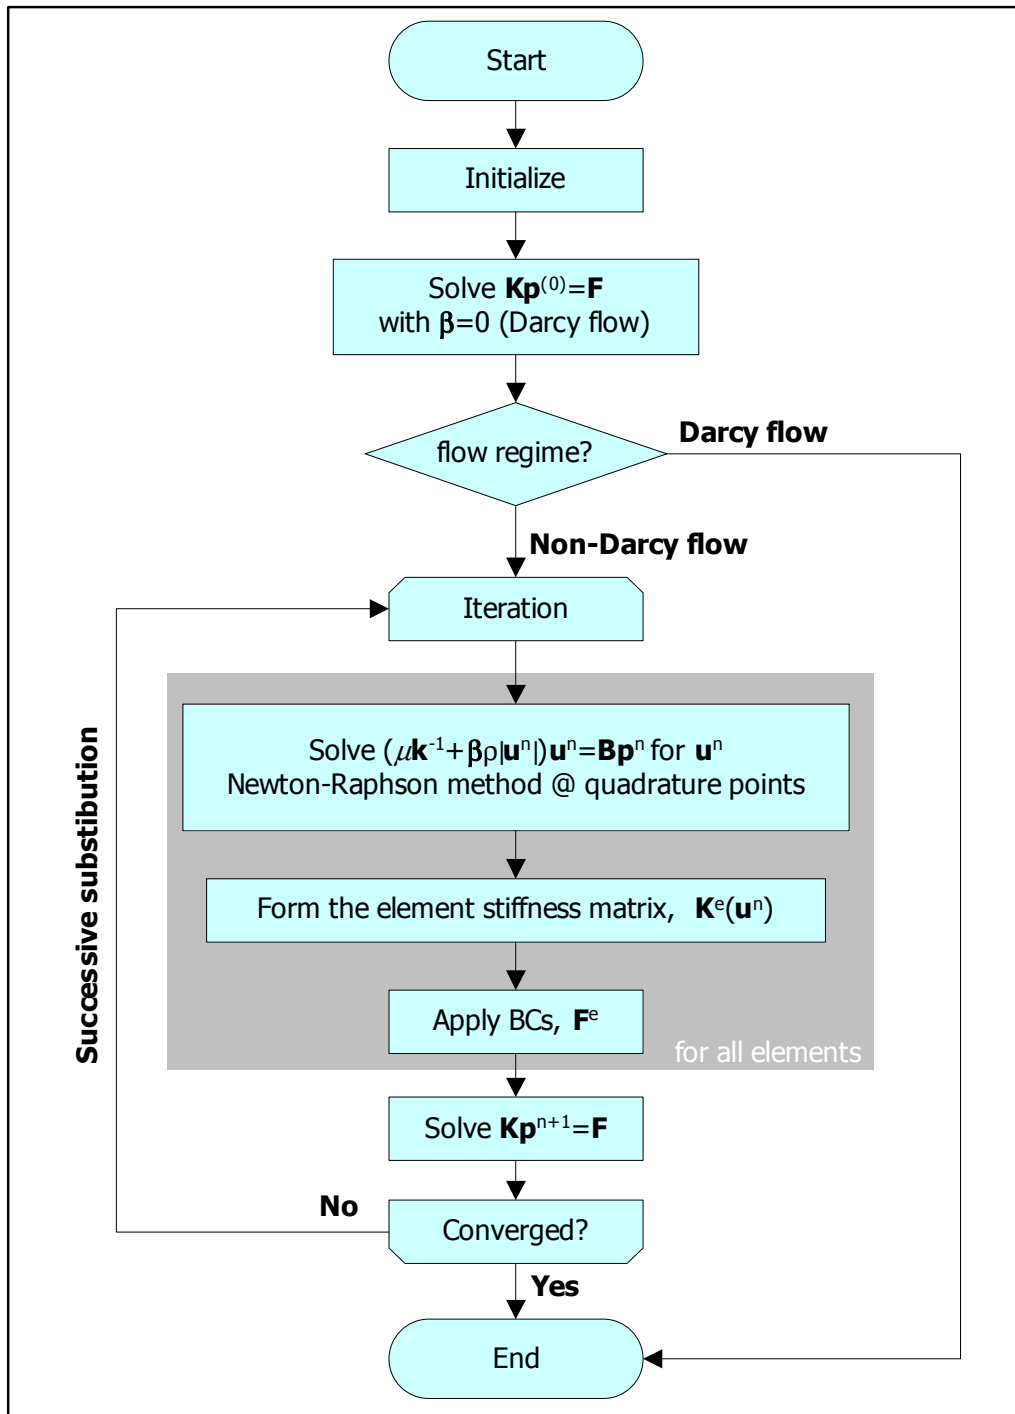 Start
Initialize
Solve Kp⁽⁰⁾=F
with β=0 (Darcy flow)
flow regime?
Darcy flow
Non-Darcy flow
Iteration
Solve (μk⁻¹+βρ|uⁿ|)uⁿ=Bpⁿ for uⁿ
Newton-Raphson method @ quadrature points
Form the element stiffness matrix, Kᵉ(uⁿ)
Apply BCs, Fᵉ
for all elements
Successive substibution
Solve Kpⁿ⁺¹=F
No
Converged?
Yes
End